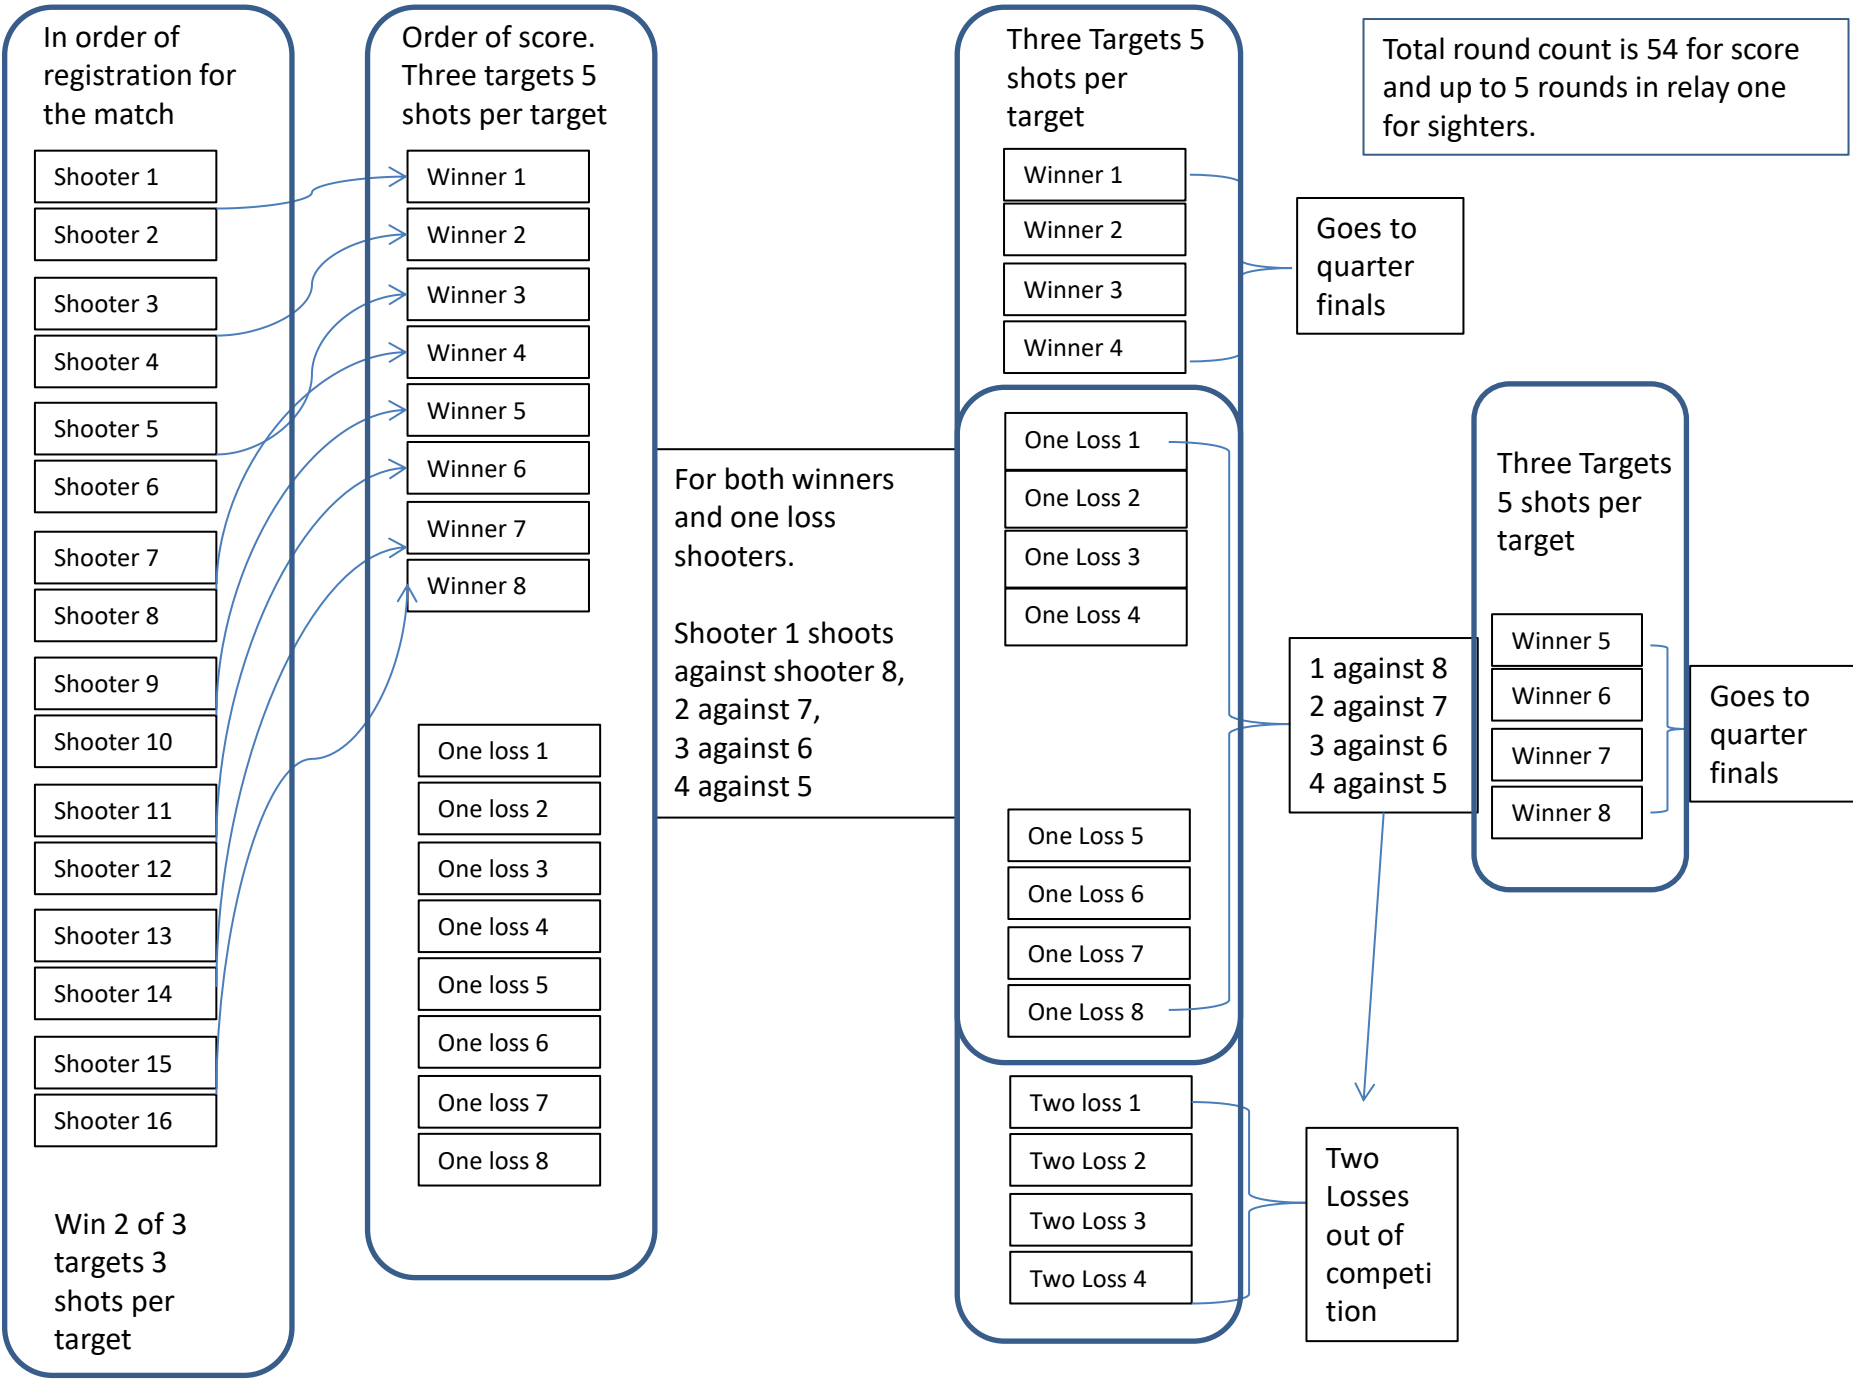 In order of
registration for
the match
Shooter 1
Shooter 2
Shooter 3
Shooter 4
Shooter 5
Shooter 6
Shooter 7
Shooter 8
Shooter 9
Shooter 10
Shooter 11
Shooter 12
Shooter 13
Shooter 14
Shooter 15
Shooter 16
Win 2 of 3
targets 3
shots per
target
Order of score.
Three targets 5
shots per target
Winner 1
Winner 2
Winner 3
Winner 4
Winner 5
Winner 6
Winner 7
Winner 8
One loss 1
One loss 2
One loss 3
One loss 4
One loss 5
One loss 6
One loss 7
One loss 8
For both winners
and one loss
shooters.
Shooter 1 shoots
against shooter 8,
2 against 7,
3 against 6
4 against 5
Three Targets 5
shots per
target
Winner 1
Winner 2
Winner 3
Winner 4
One Loss 1
One Loss 2
One Loss 3
One Loss 4
One Loss 5
One Loss 6
One Loss 7
One Loss 8
Two loss 1
Two Loss 2
Two Loss 3
Two Loss 4
Total round count is 54 for score
and up to 5 rounds in relay one
for sighters.
Goes to
quarter
finals
1 against 8
2 against 7
3 against 6
4 against 5
Two
Losses
out of
competi
tion
Three Targets
5 shots per
target
Winner 5
Winner 6
Winner 7
Winner 8
Goes to
quarter
finals